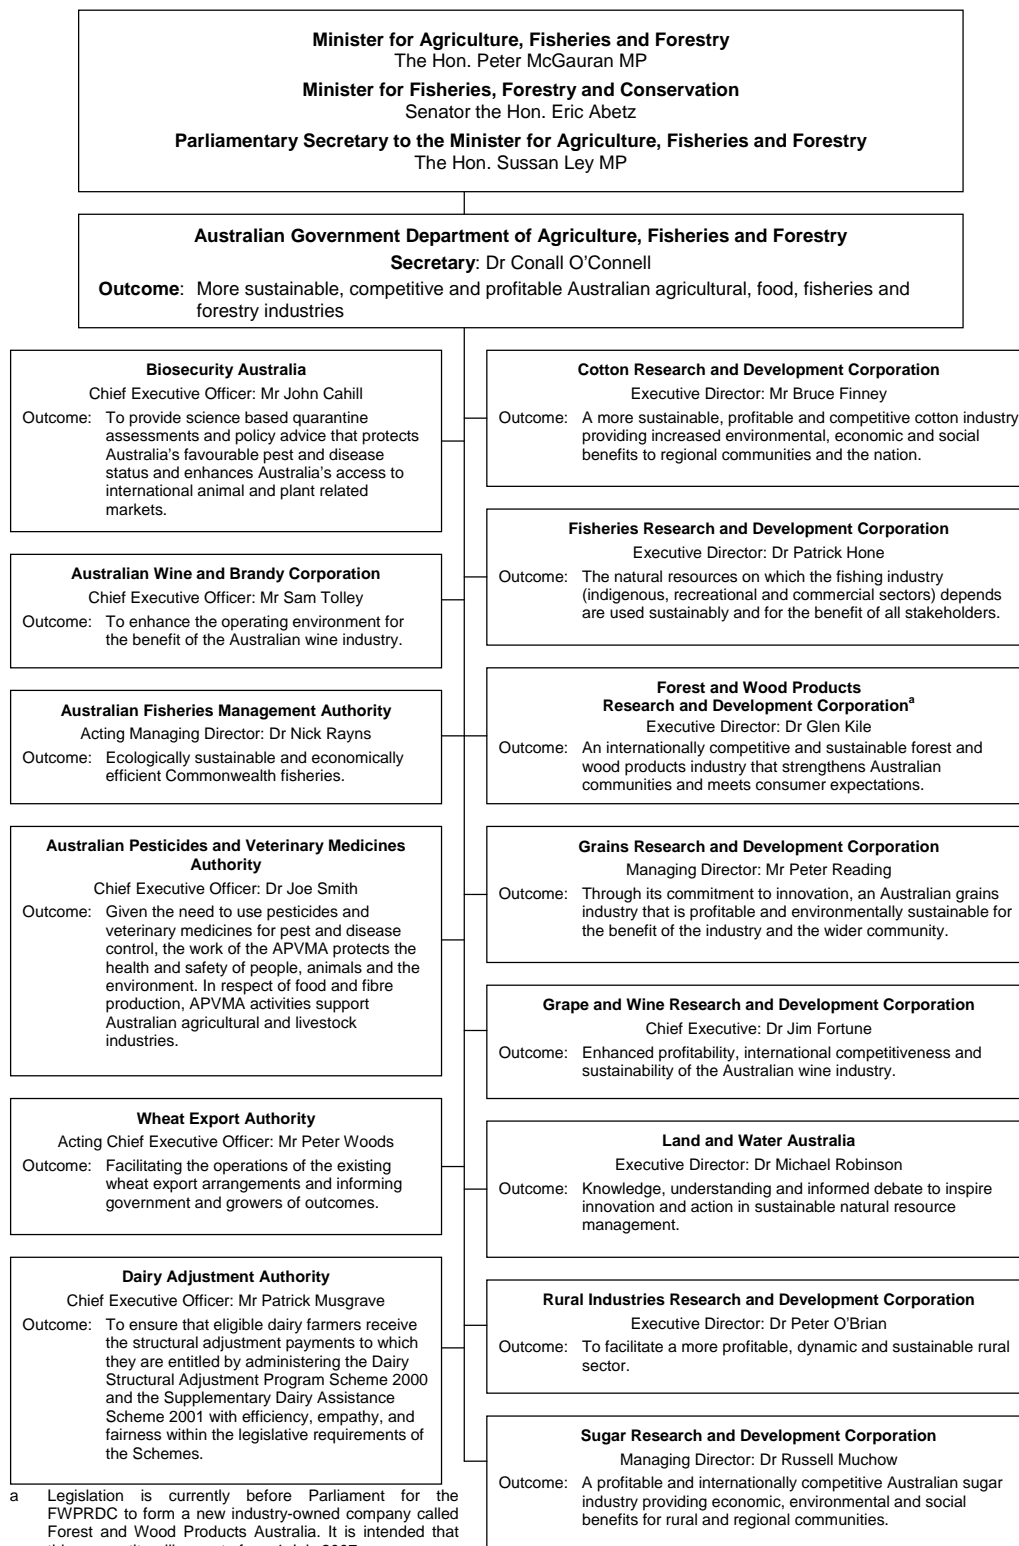 Minister for Agriculture, Fisheries and Forestry
The Hon. Peter McGauran MP
Minister for Fisheries, Forestry and Conservation
Senator the Hon. Eric Abetz
Parliamentary Secretary to the Minister for Agriculture, Fisheries and Forestry
The Hon. Sussan Ley MP
Australian Government Department of Agriculture, Fisheries and Forestry
Secretary: Dr Conall O'Connell
Outcome: More sustainable, competitive and profitable Australian agricultural, food, fisheries and
forestry industries
Biosecurity Australia
Chief Executive Officer: Mr John Cahill
Outcome: To provide science based quarantine
assessments and policy advice that protects
Australia's favourable pest and disease
status and enhances Australia's access to
international animal and plant related
markets.
Australian Wine and Brandy Corporation
Chief Executive Officer: Mr Sam Tolley
Outcome: To enhance the operating environment for
the benefit of the Australian wine industry.
Australian Fisheries Management Authority
Acting Managing Director: Dr Nick Rayns
Outcome: Ecologically sustainable and economically
efficient Commonwealth fisheries.
Australian Pesticides and Veterinary Medicines
Authority
Chief Executive Officer: Dr Joe Smith
Outcome: Given the need to use pesticides and
veterinary medicines for pest and disease
control, the work of the APVMA protects the
health and safety of people, animals and the
environment. In respect of food and fibre
production, APVMA activities support
Australian agricultural and livestock
industries.
Wheat Export Authority
Acting Chief Executive Officer: Mr Peter Woods
Outcome: Facilitating the operations of the existing
wheat export arrangements and informing
government and growers of outcomes.
Dairy Adjustment Authority
Chief Executive Officer: Mr Patrick Musgrave
Outcome: To ensure that eligible dairy farmers receive
the structural adjustment payments to which
they are entitled by administering the Dairy
Structural Adjustment Program Scheme 2000
and the Supplementary Dairy Assistance
Scheme 2001 with efficiency, empathy, and
fairness within the legislative requirements of
the Schemes.
a Legislation is currently before Parliament for the
FWPRDC to form a new industry-owned company called
Forest and Wood Products Australia. It is intended that
Cotton Research and Development Corporation
Executive Director: Mr Bruce Finney
Outcome: A more sustainable, profitable and competitive cotton industry
providing increased environmental, economic and social
benefits to regional communities and the nation.
Fisheries Research and Development Corporation
Executive Director: Dr Patrick Hone
Outcome: The natural resources on which the fishing industry
(indigenous, recreational and commercial sectors) depends
are used sustainably and for the benefit of all stakeholders.
Forest and Wood Products
Research and Development Corporationa
Executive Director: Dr Glen Kile
Outcome: An internationally competitive and sustainable forest and
wood products industry that strengthens Australian
communities and meets consumer expectations.
Grains Research and Development Corporation
Managing Director: Mr Peter Reading
Outcome: Through its commitment to innovation, an Australian grains
industry that is profitable and environmentally sustainable for
the benefit of the industry and the wider community.
Grape and Wine Research and Development Corporation
Chief Executive: Dr Jim Fortune
Outcome: Enhanced profitability, international competitiveness and
sustainability of the Australian wine industry.
Land and Water Australia
Executive Director: Dr Michael Robinson
Outcome: Knowledge, understanding and informed debate to inspire
innovation and action in sustainable natural resource
management.
Rural Industries Research and Development Corporation
Executive Director: Dr Peter O'Brian
Outcome: To facilitate a more profitable, dynamic and sustainable rural
sector.
Sugar Research and Development Corporation
Managing Director: Dr Russell Muchow
Outcome: A profitable and internationally competitive Australian sugar
industry providing economic, environmental and social
benefits for rural and regional communities.